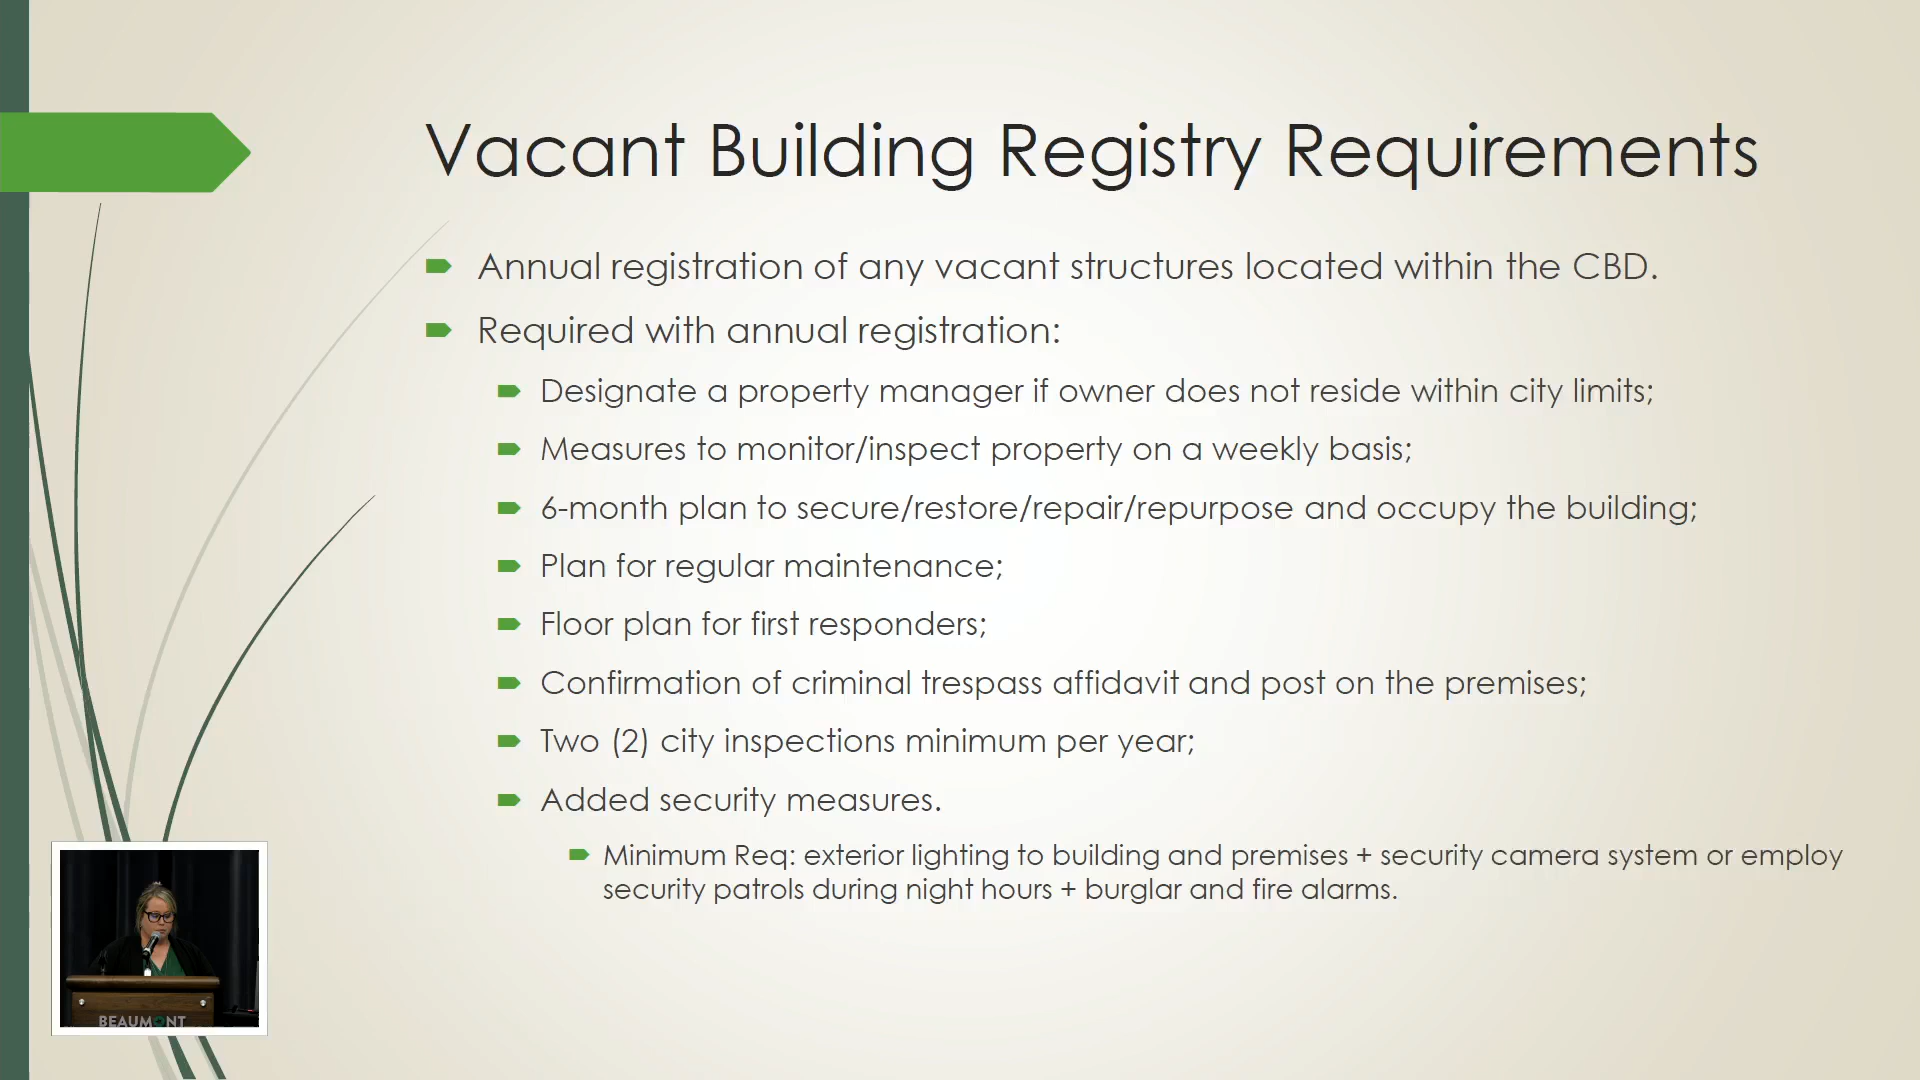 Vacant Building Registry Requirements
Annual registration of any vacant structures located within the CBD.
Required with annual registration:
Designate a property manager if owner does not reside within city limits;
Measures to monitor/inspect property on a weekly basis;
6-month plan to secure/restore/repair/repurpose and occupy the building;
Plan for regular maintenance;
Floor plan for first responders;
Confirmation of criminal trespass affidavit and post on the premises;
Two (2) city inspections minimum per year;
Added security measures.
Minimum Req: exterior lighting to building and premises + security camera system or employ
security patrols during night hours + burglar and fire alarms.
BEAUMONT